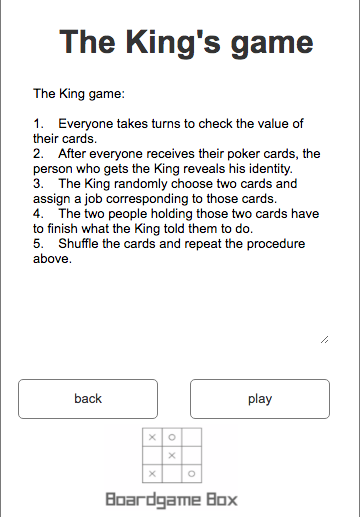 The King's game
The King game:
1. Everyone takes turns to check the value of
their cards.
2. After everyone receives their poker cards, the
person who gets the King reveals his identity.
3. The King randomly choose two cards and
assign a job corresponding to those cards.
4. The two people holding those two cards have
to finish what the King told them to do.
5. Shuffle the cards and repeat the procedure
above.
back play
x o
x
x o
Boardgame Box